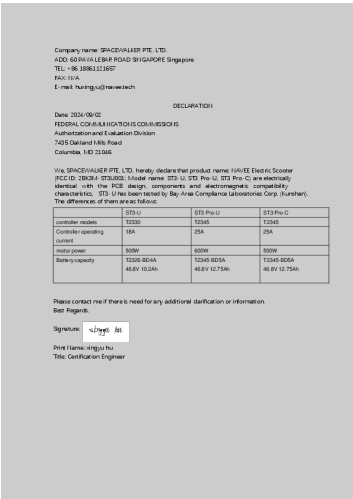 Company name: SPACEWALKER PTE. LTD.
ADD: 60 PAYA LEBAR ROAD SINGAPORE Singapore
TEL: +86 18861121657
FAX: N/A
E-mail: huxingyu@navee.tech
DECLARATION
Date: 2024/09/02
FEDERAL COMMUNICATIONS COMMISSIONS
Authorization and Evaluation Division
7435 Oakland Mills Road
Columbia, MD 21046
We, SPACEWALKER PTE. LTD. hereby declare that product name: NAVEE Electric Scooter
(FCC ID: 2BK3M-ST3U001; Model name: ST3-U, ST3 Pro-U, ST3 Pro-C) are electrically
identical with the PCB design, components and electromagnetic compatibility
characteristics. ST3-U has been tested by Bay Area Compliance Laboratories Corp. (Kunshan).
The differences of them are as follows:
ST3-U ST3 Pro-U ST3 Pro-C
controller models T2330 T2345 T2345
Controller operating current 18A 25A 25A
motor power 500W 600W 500W
Battery capacity T2326-BD4A T2345-BD5A T2345-BD5A
46.8V 10.2Ah 46.8V 12.75Ah 46.8V 12.75Ah
Please contact me if there is need for any additional clarification or information.
Best Regards,
Signature: xingyu hu
Print Name: xingyu hu
Title: Certification Engineer